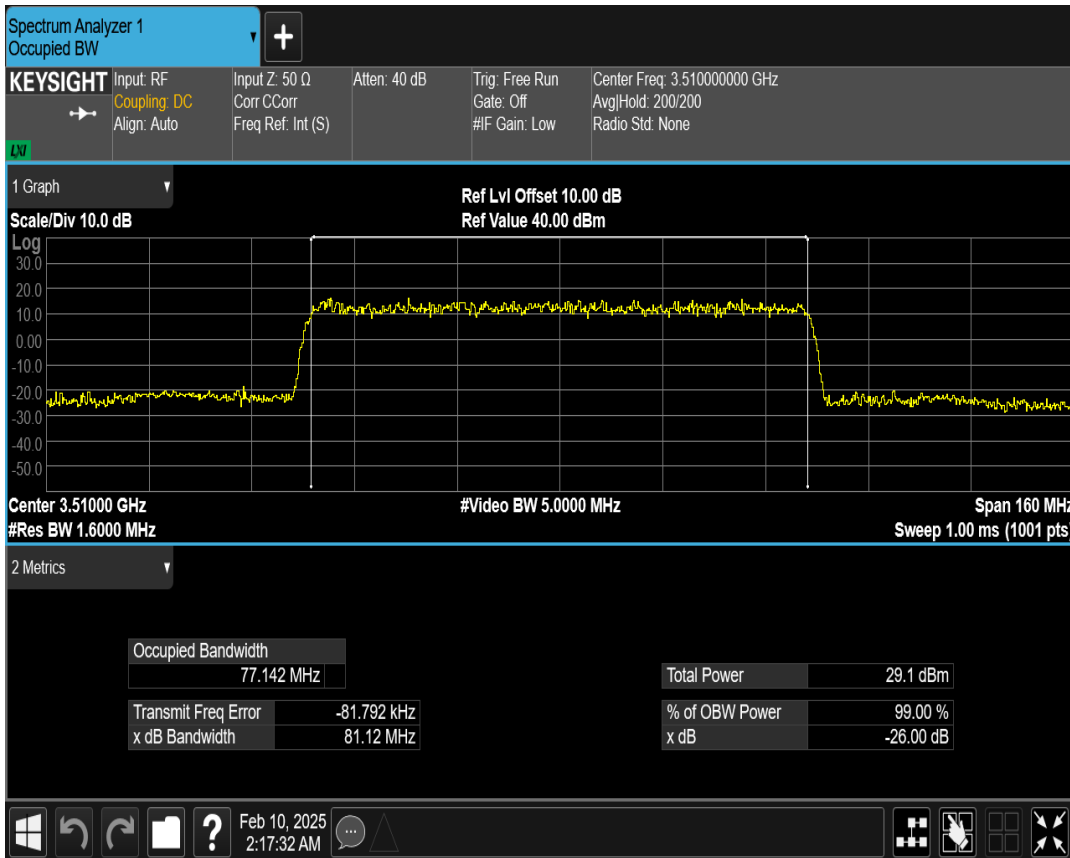 Spectrum Analyzer 1
Occupied BW
+
KEYSIGHT
LXI
Input: RF
Coupling: DC
Align: Auto
Input Z: 50 Ω
Corr CCorr
Freq Ref: Int (S)
Atten: 40 dB
Trig: Free Run
Gate: Off
#IF Gain: Low
Center Freq: 3.510000000 GHz
Avg|Hold: 200/200
Radio Std: None
1 Graph
Scale/Div 10.0 dB
Ref Lvl Offset 10.00 dB
Ref Value 40.00 dBm
Log
30.0
20.0
10.0
0.00
-10.0
-20.0
-30.0
-40.0
-50.0
Center 3.51000 GHz
#Video BW 5.0000 MHz
Span 160 MHz
#Res BW 1.6000 MHz
Sweep 1.00 ms (1001 pts)
2 Metrics
Occupied Bandwidth
77.142 MHz
Transmit Freq Error -81.792 kHz
x dB Bandwidth 81.12 MHz
Total Power 29.1 dBm
% of OBW Power 99.00 %
x dB -26.00 dB
?
Feb 10, 2025
2:17:32 AM